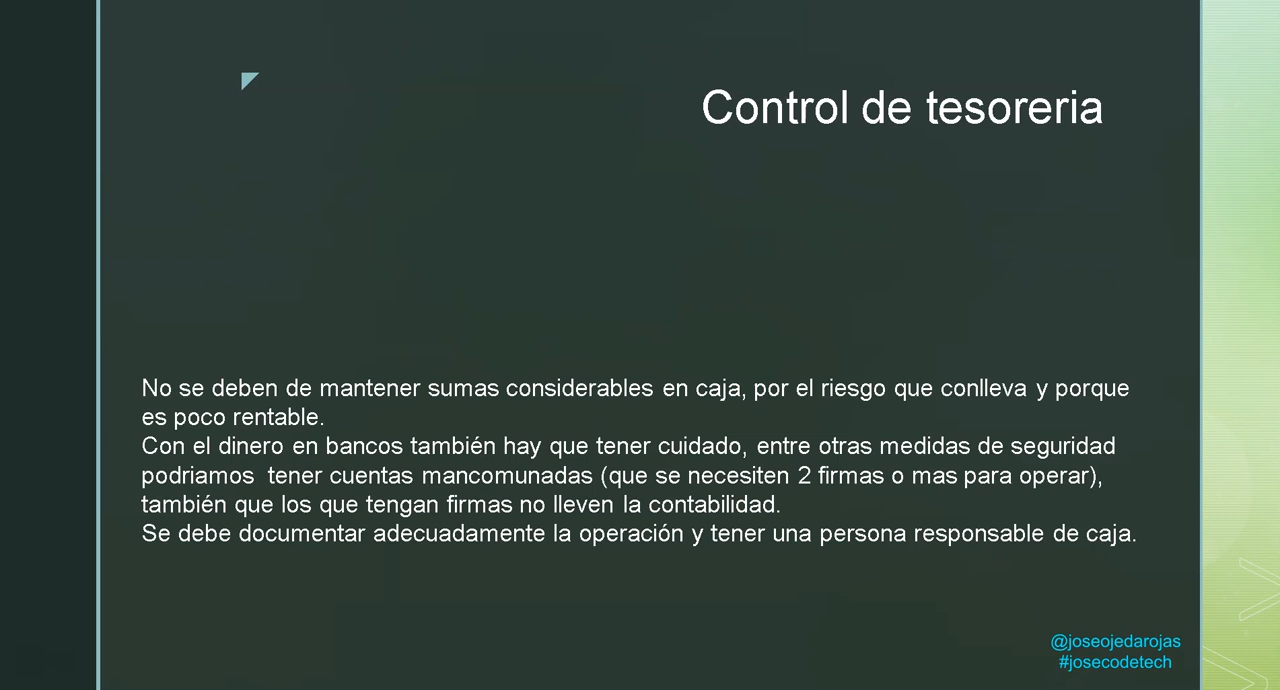 Control de tesoreria
No se deben de mantener sumas considerables en caja, por el riesgo que conlleva y porque
es poco rentable.
Con el dinero en bancos también hay que tener cuidado, entre otras medidas de seguridad
podriamos  tener cuentas mancomunadas (que se necesiten 2 firmas o mas para operar),
también que los que tengan firmas no lleven la contabilidad.
Se debe documentar adecuadamente la operación y tener una persona responsable de caja.
@joseojedarojas
#josecodetech